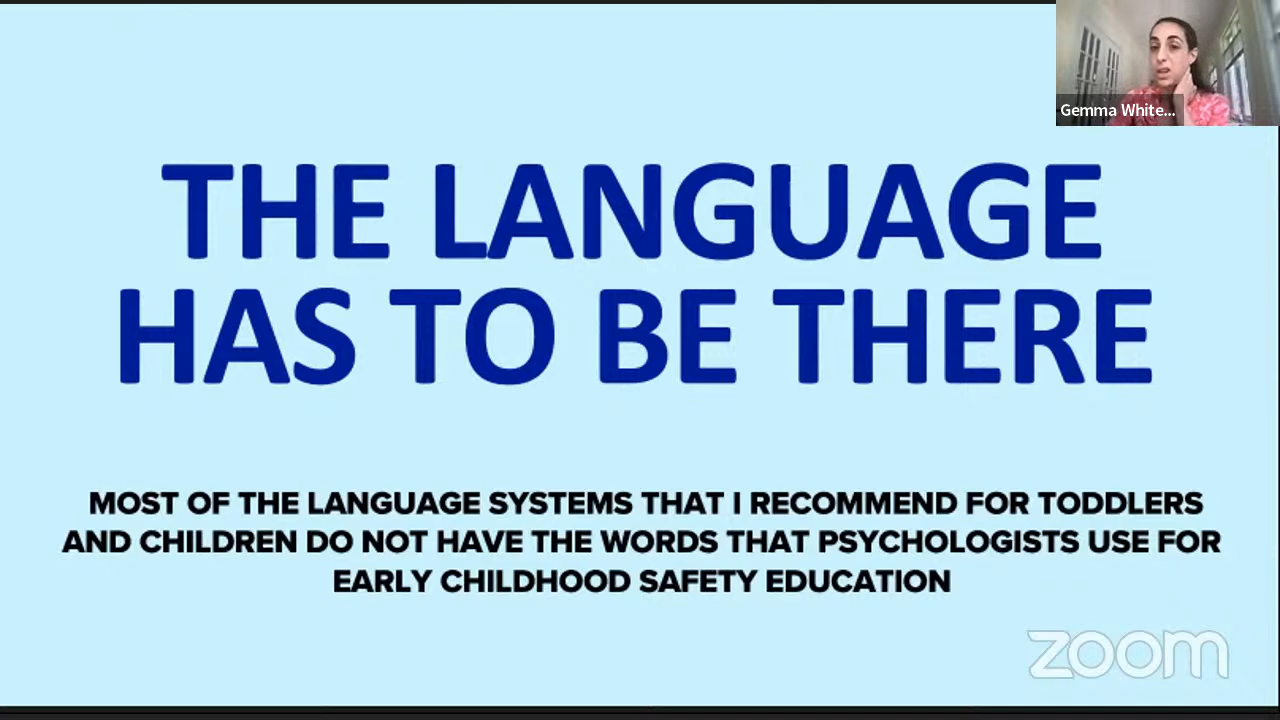 Gemma White...
THE LANGUAGE
HAS TO BE THERE
MOST OF THE LANGUAGE SYSTEMS THAT I RECOMMEND FOR TODDLERS
AND CHILDREN DO NOT HAVE THE WORDS THAT PSYCHOLOGISTS USE FOR
EARLY CHILDHOOD SAFETY EDUCATION
zoom